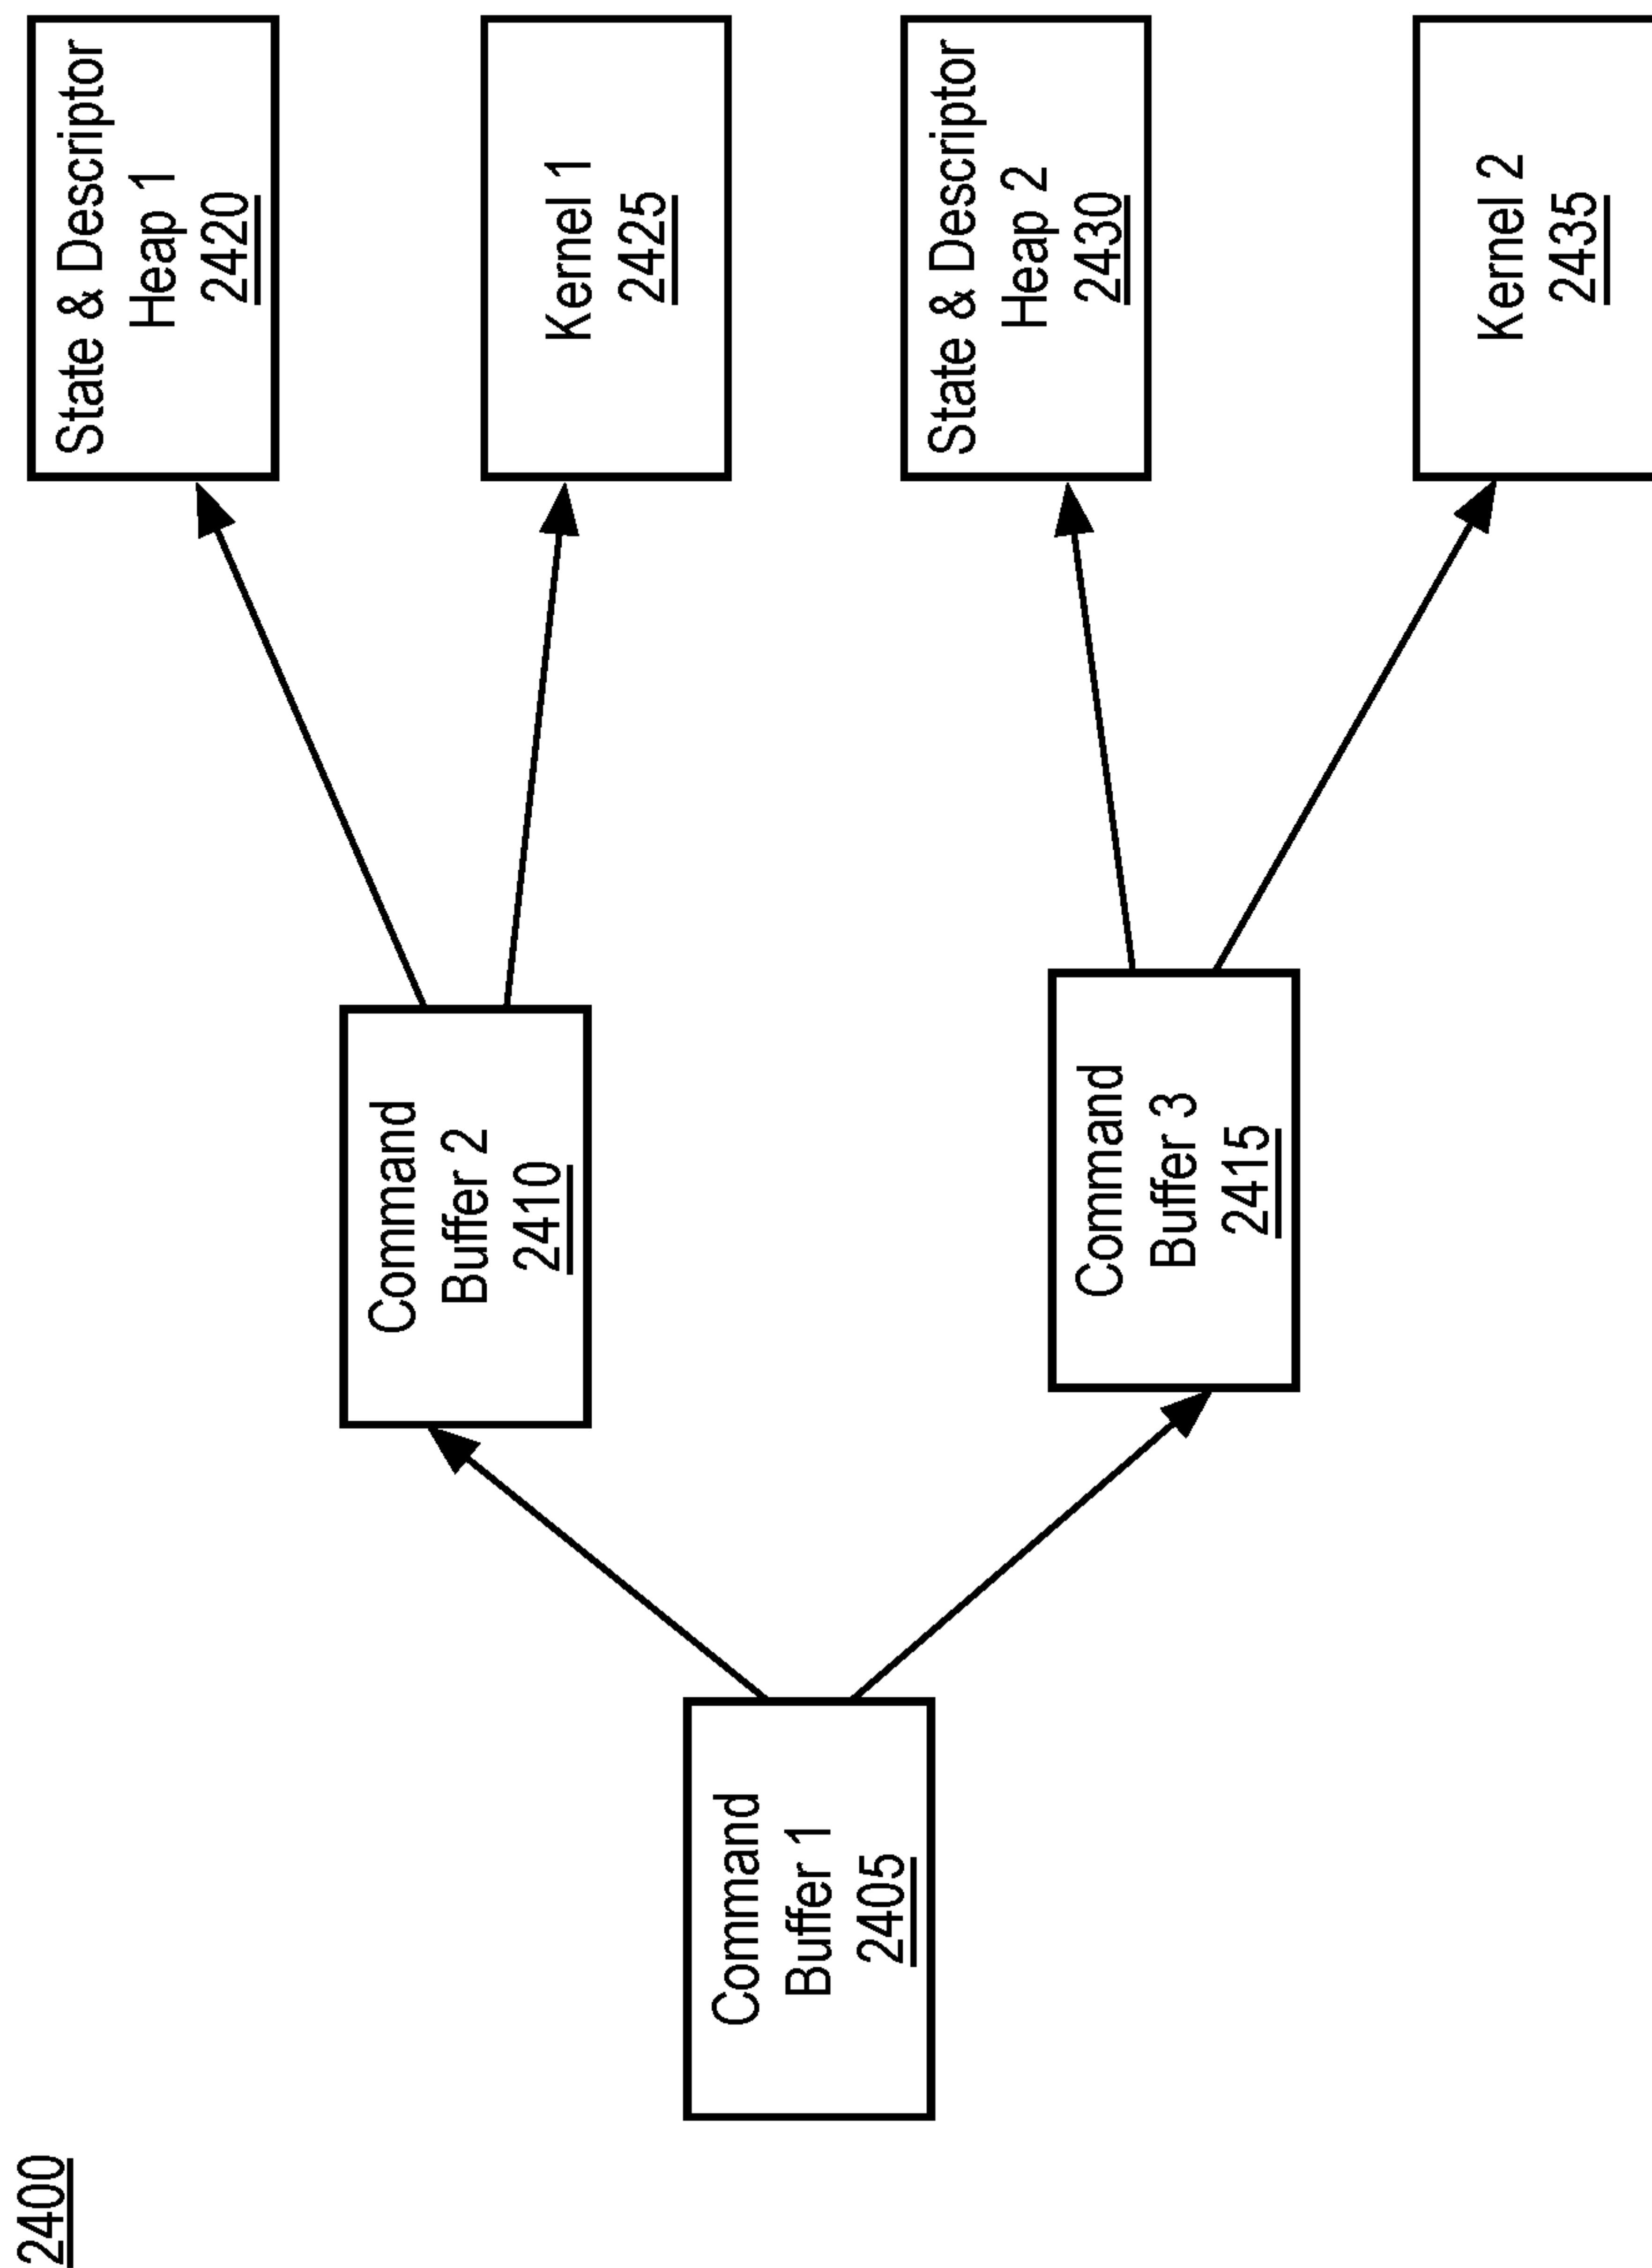 2400
Command
Buffer 1
2405
Command
Buffer 2
2410
Command
Buffer 3
2415
State & Descriptor
Heap 1
2420
Kernel 1
2425
State & Descriptor
Heap 2
2430
Kernel 2
2435